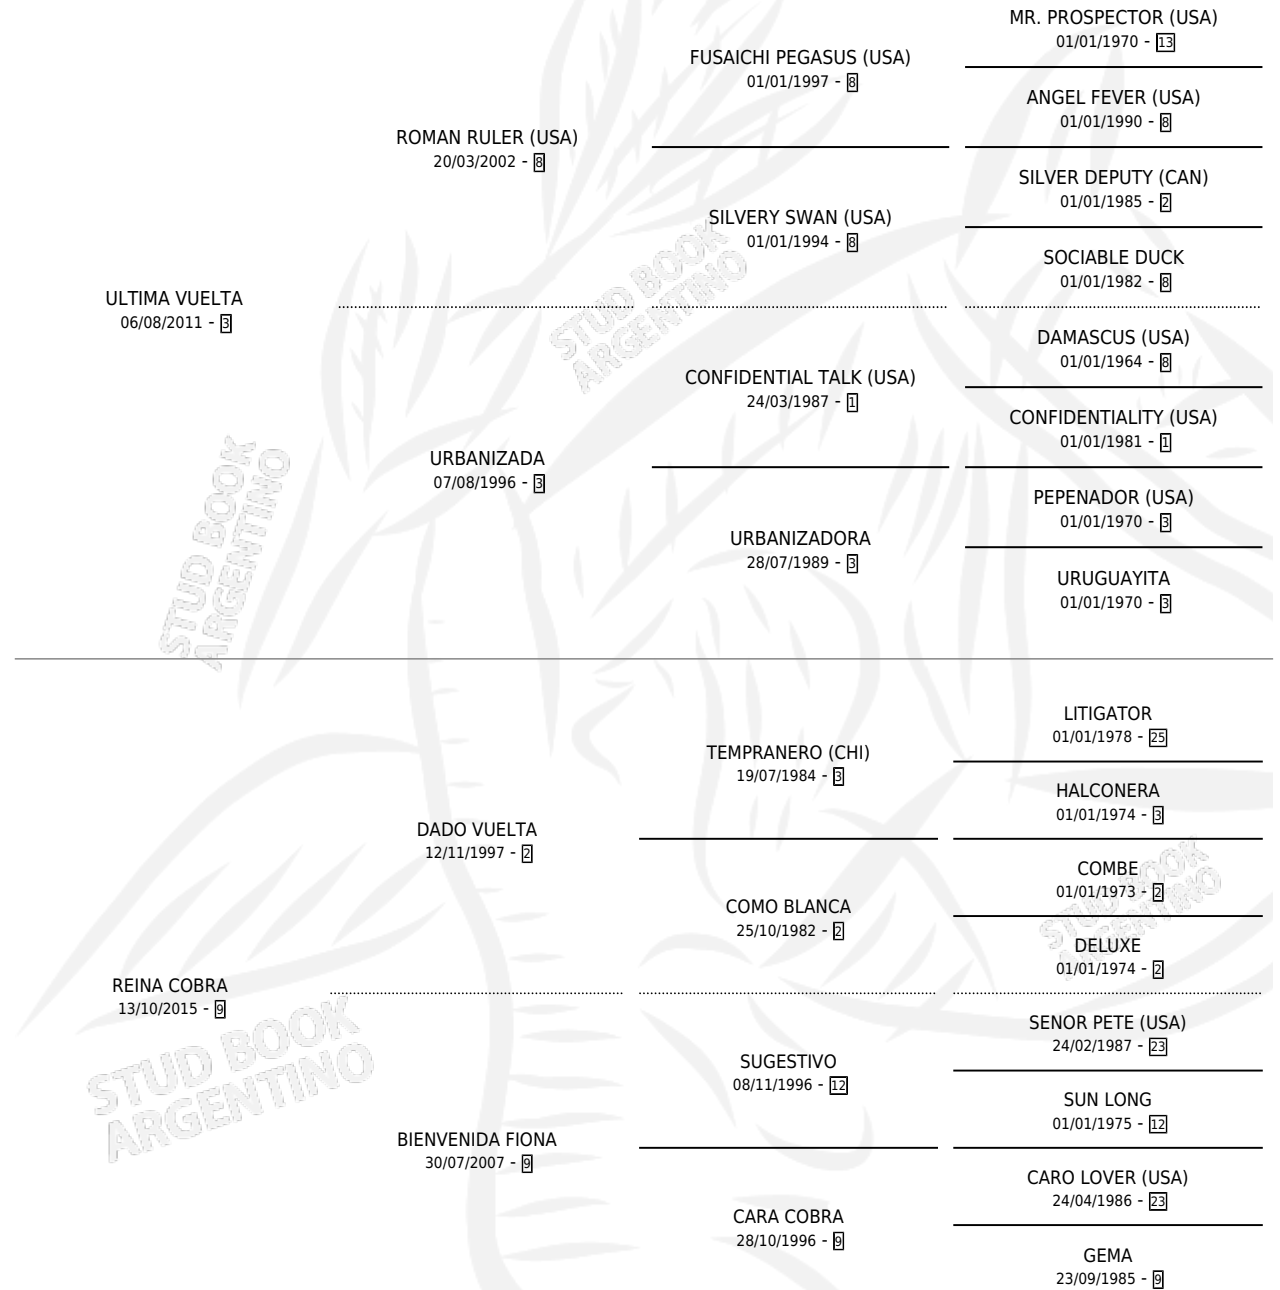 MR. PROSPECTOR (USA)
01/01/1970 - 13
FUSAICHI PEGASUS (USA)
01/01/1997 - 8
ANGEL FEVER (USA)
01/01/1990 - 8
ROMAN RULER (USA)
20/03/2002 - 8
SILVER DEPUTY (CAN)
01/01/1985 - 2
SILVERY SWAN (USA)
01/01/1994 - 8
SOCIABLE DUCK
01/01/1982 - 8
STUD BOOK
ARGENTINO
ULTIMA VUELTA
06/08/2011 - 3
DAMASCUS (USA)
01/01/1964 - 8
CONFIDENTIAL TALK (USA)
24/03/1987 - 1
CONFIDENTIALITY (USA)
01/01/1981 - 1
URBANIZADA
07/08/1996 - 3
PEPENADOR (USA)
01/01/1970 - 3
URBANIZADORA
28/07/1989 - 3
URUGUAYITA
01/01/1970 - 3
STUD BOOK
ARGENTINO
LITIGATOR
01/01/1978 - 25
TEMPRANERO (CHI)
19/07/1984 - 3
HALCONERA
01/01/1974 - 3
DADO VUELTA
12/11/1997 - 2
COMBE
01/01/1973 - 2
COMO BLANCA
25/10/1982 - 2
DELUXE
01/01/1974 - 2
STUD BOOK
ARGENTINO
REINA COBRA
13/10/2015 - 9
SENOR PETE (USA)
24/02/1987 - 23
SUGESTIVO
08/11/1996 - 12
SUN LONG
01/01/1975 - 12
STUD BOOK
ARGENTINO
BIENVENIDA FIONA
30/07/2007 - 9
CARO LOVER (USA)
24/04/1986 - 23
CARA COBRA
28/10/1996 - 9
GEMA
23/09/1985 - 9